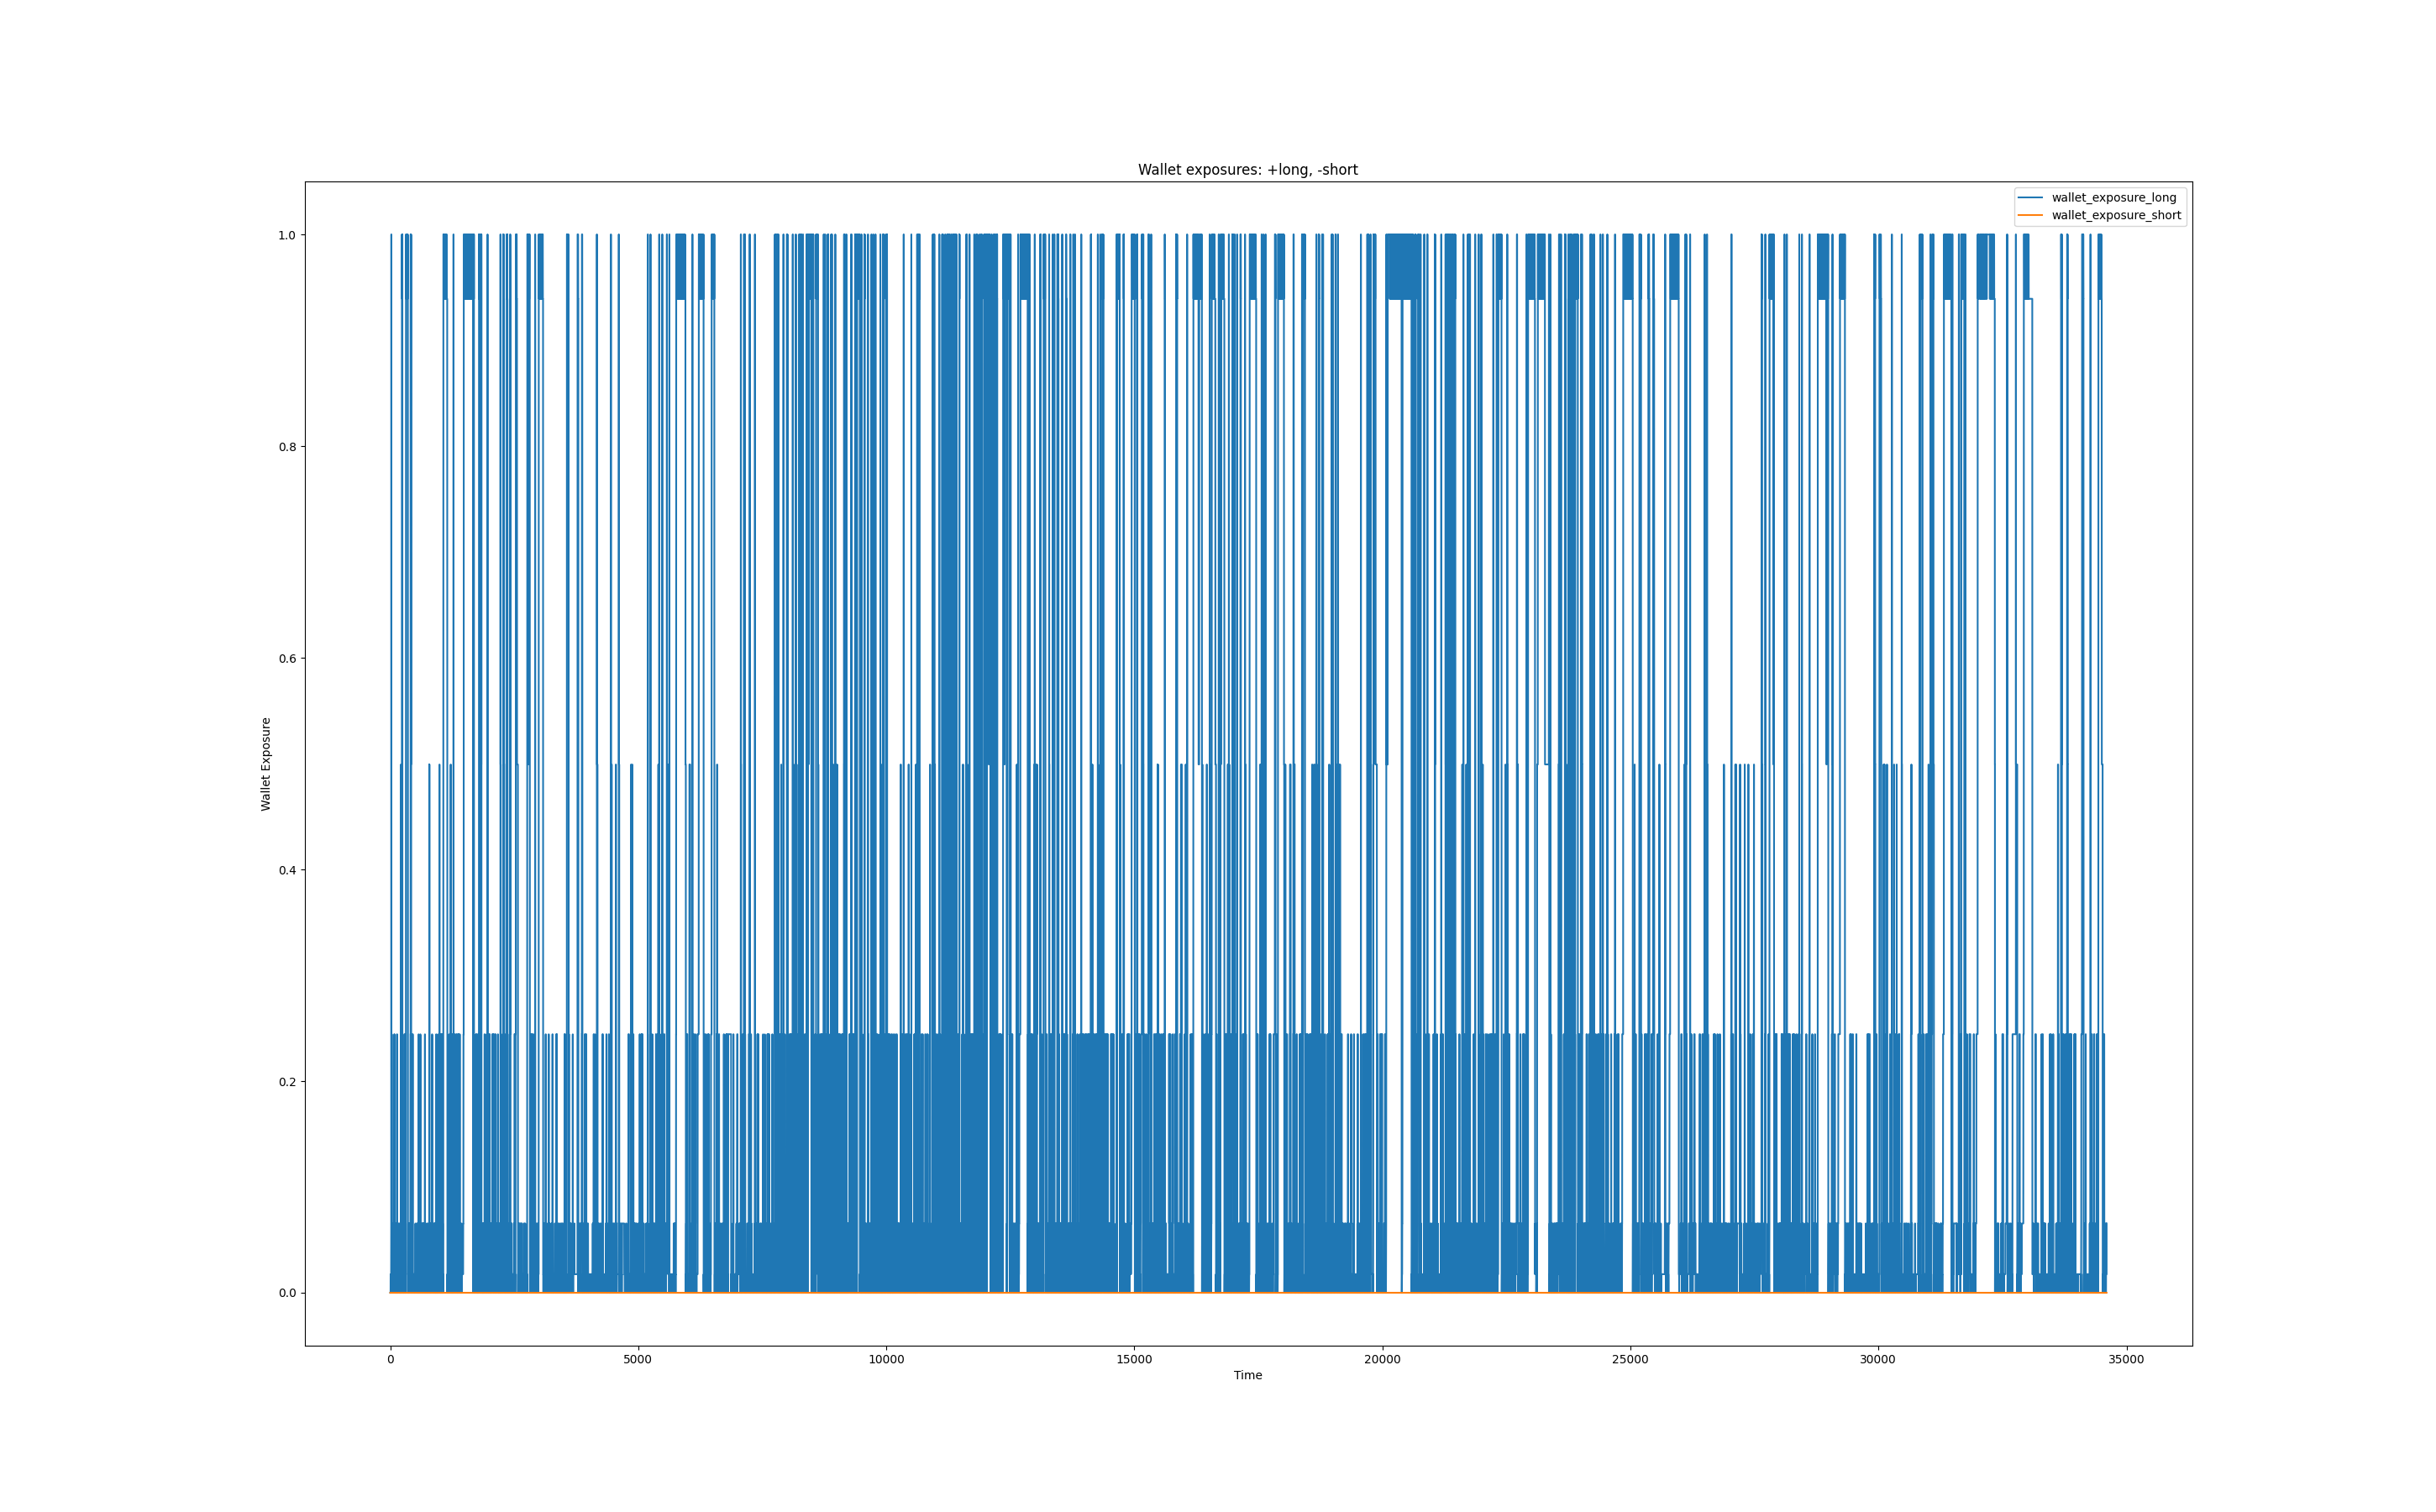 Wallet exposures: +long, -short
wallet_exposure_long
wallet_exposure_short
1.0
0.8
0.6
0.4
0.2
0.0
Wallet Exposure
0 5000 10000 15000 20000 25000 30000 35000
Time